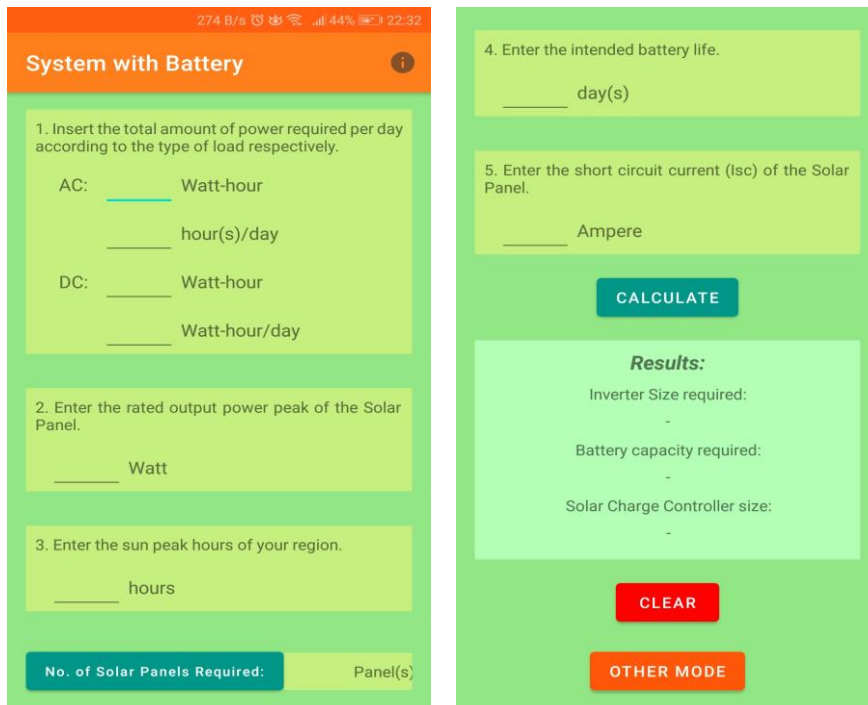 274 B/s 44% 22:32
System with Battery
1. Insert the total amount of power required per day
according to the type of load respectively.
AC: Watt-hour
hour(s)/day
DC: Watt-hour
Watt-hour/day
2. Enter the rated output power peak of the Solar
Panel.
Watt
3. Enter the sun peak hours of your region.
hours
No. of Solar Panels Required: Panel(s)
4. Enter the intended battery life.
day(s)
5. Enter the short circuit current (Isc) of the Solar
Panel.
Ampere
CALCULATE
Results:
Inverter Size required:
-
Battery capacity required:
-
Solar Charge Controller size:
-
CLEAR
OTHER MODE